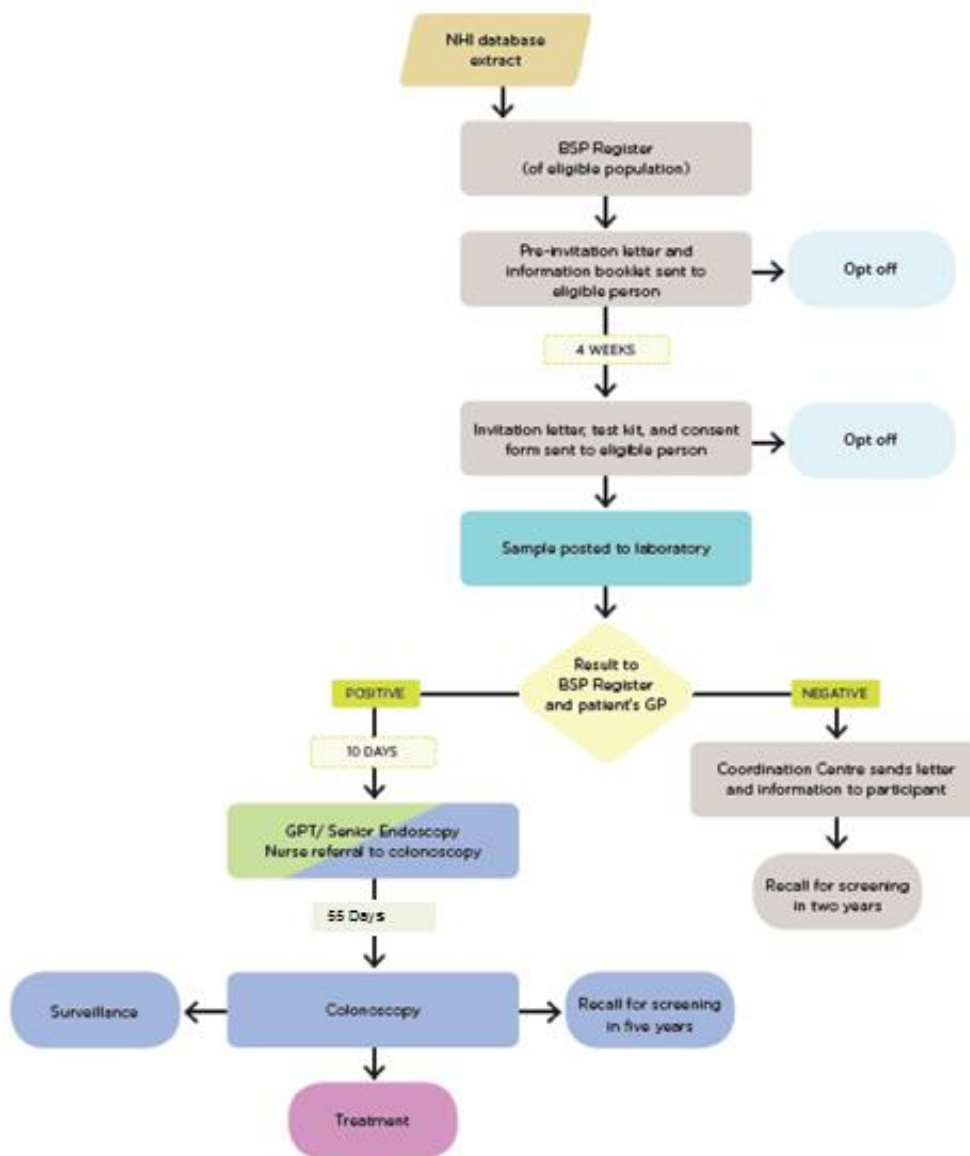 NHI database
extract
BSP Register
(of eligible population)
Pre-invitation letter and
information booklet sent to
eligible person
Opt off
4 WEEKS
Invitation letter, test kit, and consent
form sent to eligible person
Opt off
Sample posted to laboratory
Result to
BSP Register
and patient's GP
POSITIVE
NEGATIVE
10 DAYS
Coordination Centre sends letter
and information to participant
GPT/ Senior Endoscopy
Nurse referral to colonoscopy
Recall for screening
in two years
55 Days
Surveillance
Colonoscopy
Recall for screening
in five years
Treatment